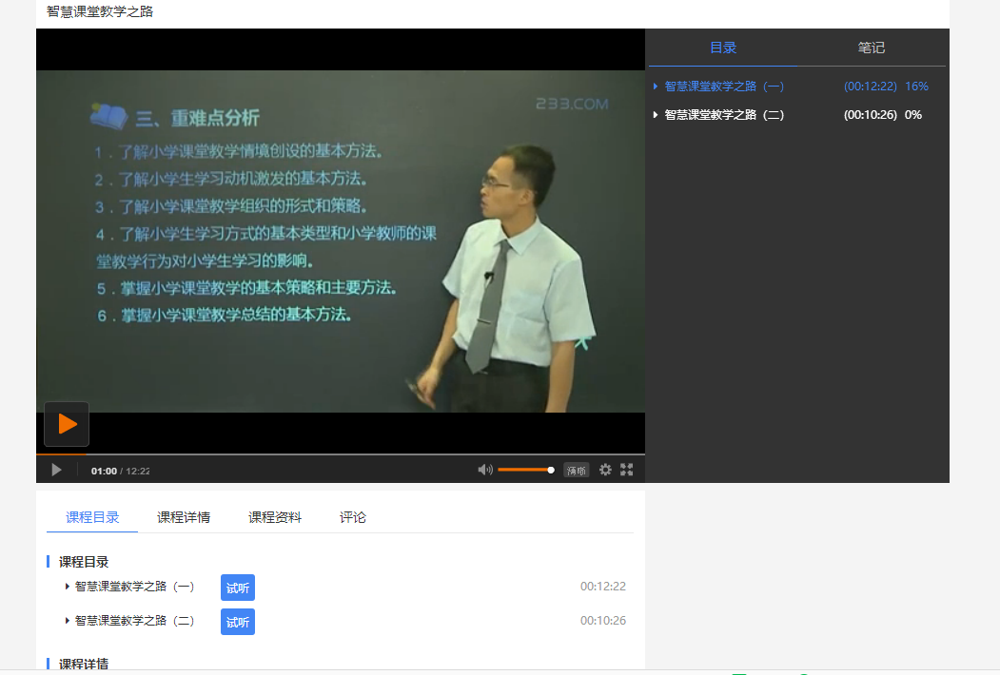 智慧课堂教学之路
目录
笔记
智慧课堂教学之路（一） (00:12:22) 16%
智慧课堂教学之路（二） (00:10:26) 0%
233.COM
三、重难点分析
1．了解小学课堂教学情境创设的基本方法。
2．了解小学生学习动机激发的基本方法。
3．了解小学课堂教学组织的形式和策略。
4．了解小学生学习方式的基本类型和小学教师的课
堂教学行为对小学生学习的影响。
5．掌握小学课堂教学的基本策略和主要方法。
6．掌握小学课堂教学总结的基本方法。
01:00 / 12:22
清晰
课程目录 课程详情 课程资料 评论
课程目录
智慧课堂教学之路（一） 试听 00:12:22
智慧课堂教学之路（二） 试听 00:10:26
课程详情